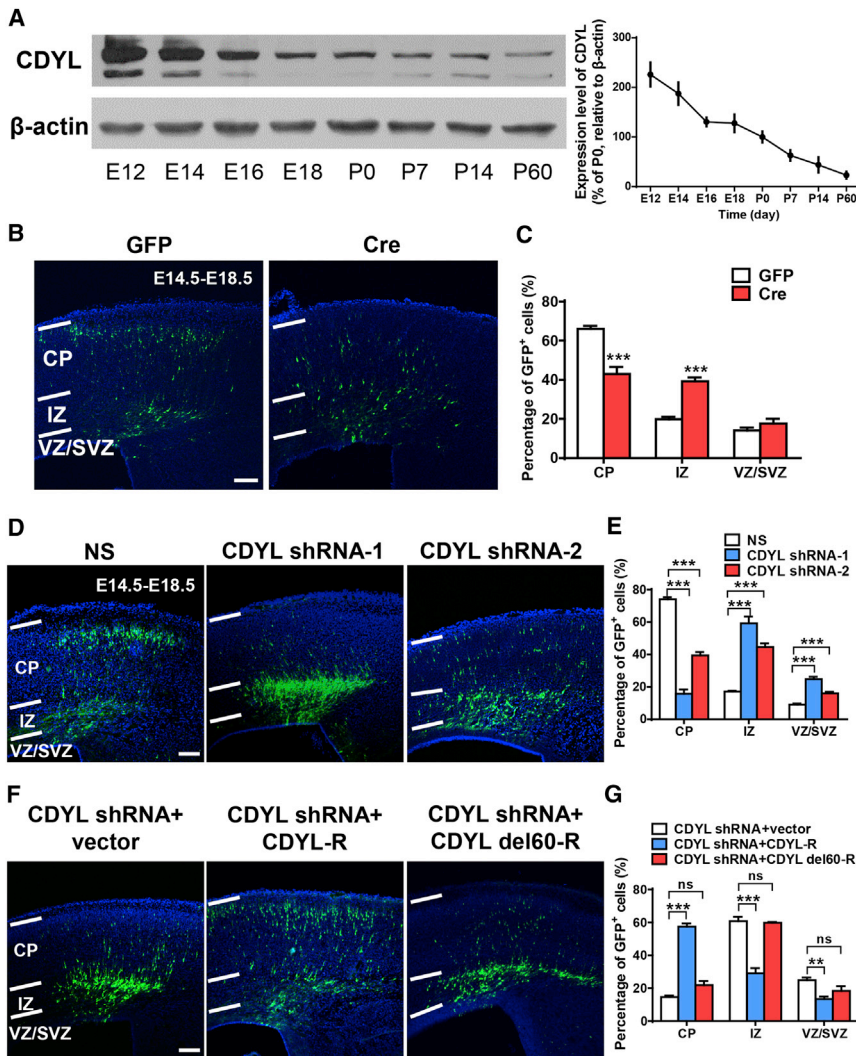 A
CDYL
β-actin
E12 E14 E16 E18 P0 P7 P14 P60
Expression level of CDYL
(% of P0, relative to β-actin)
300
200
100
0
E12 E14 E16 E18 P0 P7 P14 P60
Time (day)
B
GFP
Cre
E14.5-E18.5
CP
IZ
VZ/SVZ
C
GFP
Cre
Percentage of GFP+ cells (%)
80
60
40
20
0
***
***
CP IZ VZ/SVZ
D
NS
CDYL shRNA-1
CDYL shRNA-2
E14.5-E18.5
CP
IZ
VZ/SVZ
E
NS
CDYL shRNA-1
CDYL shRNA-2
Percentage of GFP+ cells (%)
80
60
40
20
0
***
***
***
***
***
***
CP IZ VZ/SVZ
F
CDYL shRNA+
vector
CDYL shRNA+
CDYL-R
CDYL shRNA+
CDYL del60-R
CP
IZ
VZ/SVZ
G
CDYL shRNA+vector
CDYL shRNA+CDYL-R
CDYL shRNA+CDYL del60-R
Percentage of GFP+ cells (%)
80
60
40
20
0
ns
***
ns
***
ns
**
CP IZ VZ/SVZ